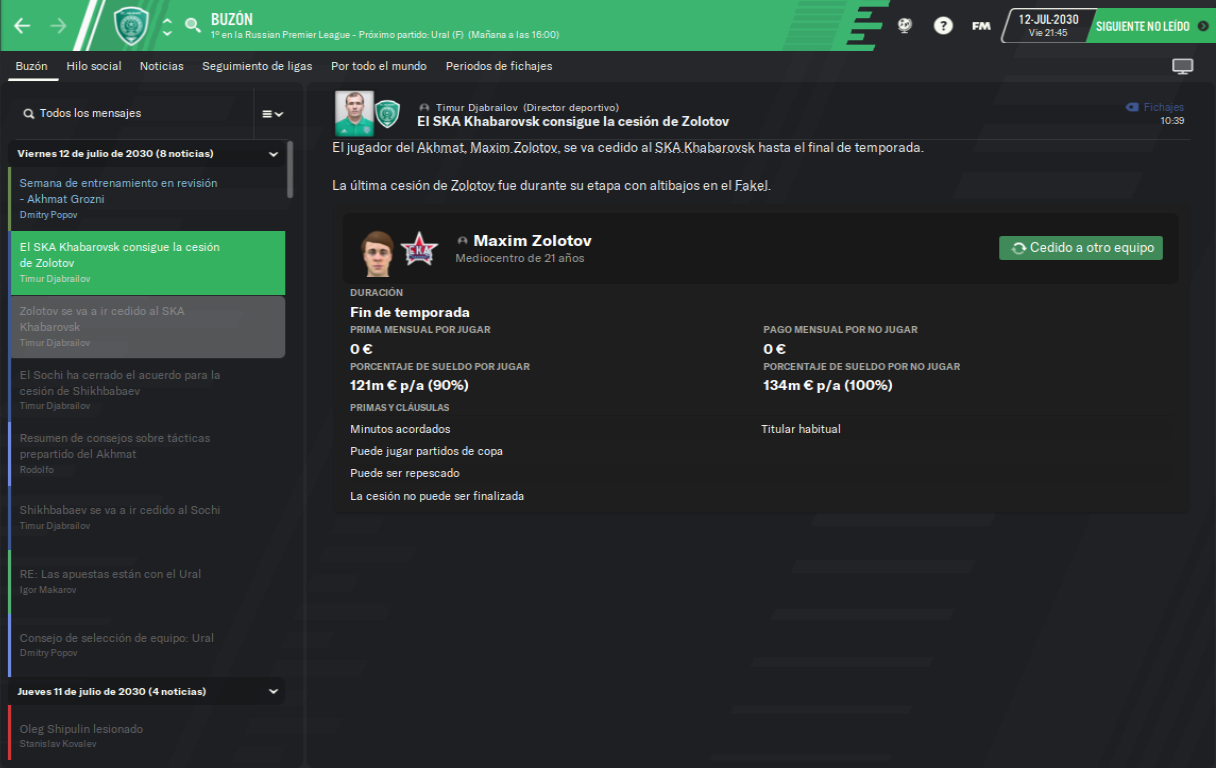 BUZÓN
1º en la Russian Premier League - Próximo partido: Ural (F) (Mañana a las 16:00)
?
FM
12-JUL-2030
Vie 21:45
SIGUIENTE NO LEÍDO
Buzón
Hilo social
Noticias
Seguimiento de ligas
Por todo el mundo
Periodos de fichajes
Todos los mensajes
Viernes 12 de julio de 2030 (8 noticias)
Semana de entrenamiento en revisión
- Akhmat Grozni
Dmitry Popov
El SKA Khabarovsk consigue la cesión
de Zolotov
Timur Djabrailov
Zolotov se va a ir cedido al SKA
Khabarovsk
Timur Djabrailov
El Sochi ha cerrado el acuerdo para la
cesión de Shikhbabaev
Timur Djabrailov
Resumen de consejos sobre tácticas
prepartido del Akhmat
Rodolfo
Shikhbabaev se va a ir cedido al Sochi
Timur Djabrailov
RE: Las apuestas están con el Ural
Igor Makarov
Consejo de selección de equipo: Ural
Dmitry Popov
Jueves 11 de julio de 2030 (4 noticias)
Oleg Shipulin lesionado
Stanislav Kovalev
Timur Djabrailov (Director deportivo)
El SKA Khabarovsk consigue la cesión de Zolotov
Fichajes
10:39
El jugador del Akhmat, Maxim Zolotov, se va cedido al SKA Khabarovsk hasta el final de temporada.
La última cesión de Zolotov fue durante su etapa con altibajos en el Fakel.
Maxim Zolotov
Mediocentro de 21 años
Cedido a otro equipo
DURACIÓN
Fin de temporada
PRIMA MENSUAL POR JUGAR
PAGO MENSUAL POR NO JUGAR
0 €
0 €
PORCENTAJE DE SUELDO POR JUGAR
PORCENTAJE DE SUELDO POR NO JUGAR
121m € p/a (90%)
134m € p/a (100%)
PRIMAS Y CLÁUSULAS
Minutos acordados
Titular habitual
Puede jugar partidos de copa
Puede ser repescado
La cesión no puede ser finalizada